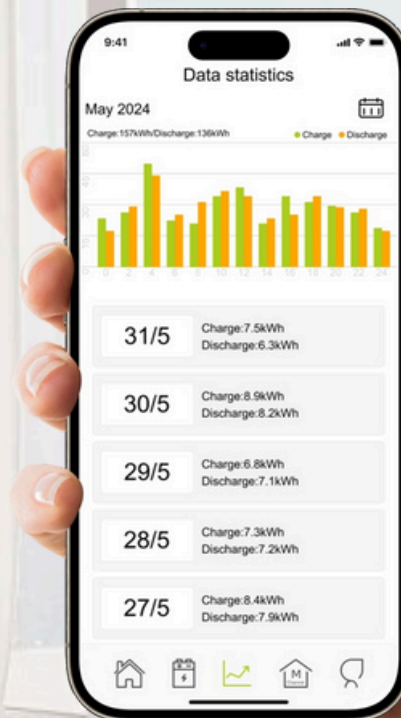 9:41
Data statistics
May 2024
Charge:157kWh/Discharge:136kWh
Charge Discharge
45
30
0
0 2 4 6 8 10 12 14 16 18 20 22 24
31/5
Charge:7.5kWh
Discharge:6.3kWh
30/5
Charge:8.9kWh
Discharge:8.2kWh
29/5
Charge:6.8kWh
Discharge:7.1kWh
28/5
Charge:7.3kWh
Discharge:7.2kWh
27/5
Charge:8.4kWh
Discharge:7.9kWh
M